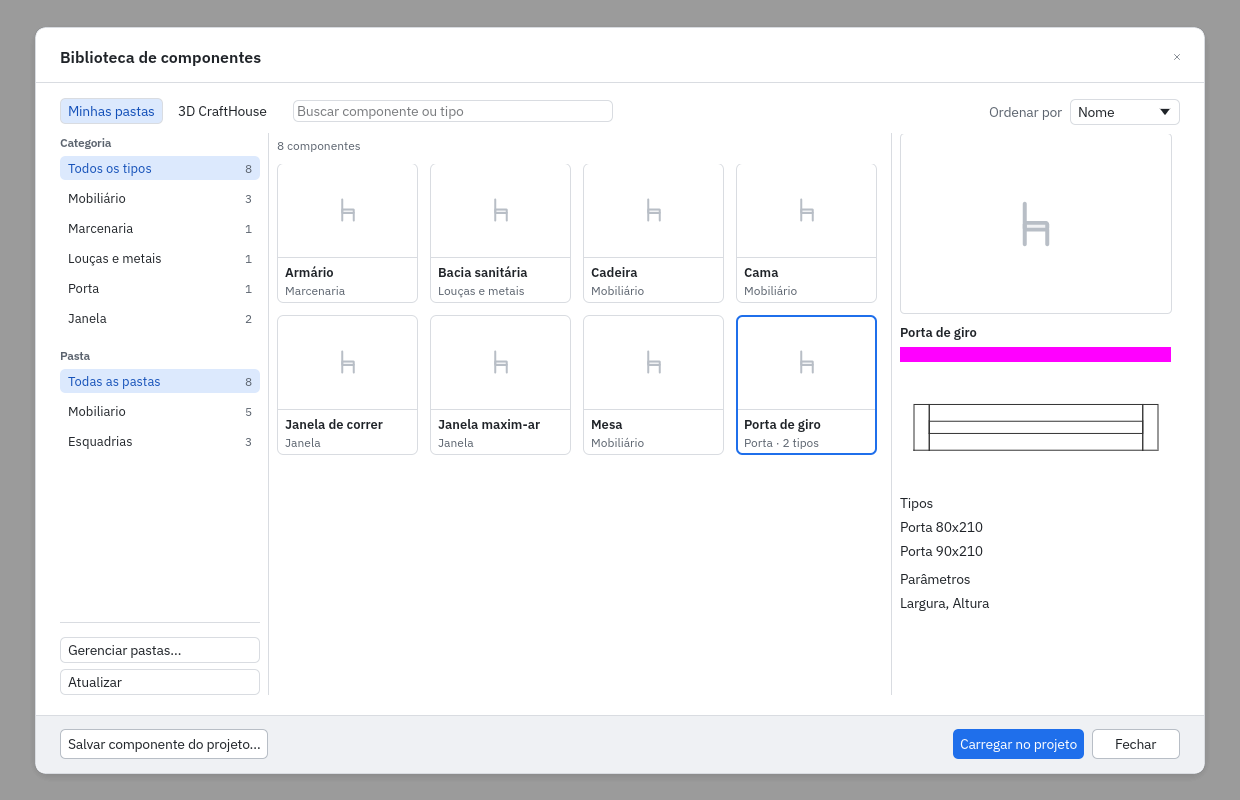 Biblioteca de componentes
×
Minhas pastas
3D CraftHouse
Buscar componente ou tipo
Ordenar por
Nome
Categoria
Todos os tipos 8
Mobiliário 3
Marcenaria 1
Louças e metais 1
Porta 1
Janela 2
Pasta
Todas as pastas 8
Mobiliario 5
Esquadrias 3
Gerenciar pastas...
Atualizar
8 componentes
Armário
Marcenaria
Bacia sanitária
Louças e metais
Cadeira
Mobiliário
Cama
Mobiliário
Janela de correr
Janela
Janela maxim-ar
Janela
Mesa
Mobiliário
Porta de giro
Porta · 2 tipos
Porta de giro
Tipos
Porta 80x210
Porta 90x210
Parâmetros
Largura, Altura
Salvar componente do projeto...
Carregar no projeto
Fechar